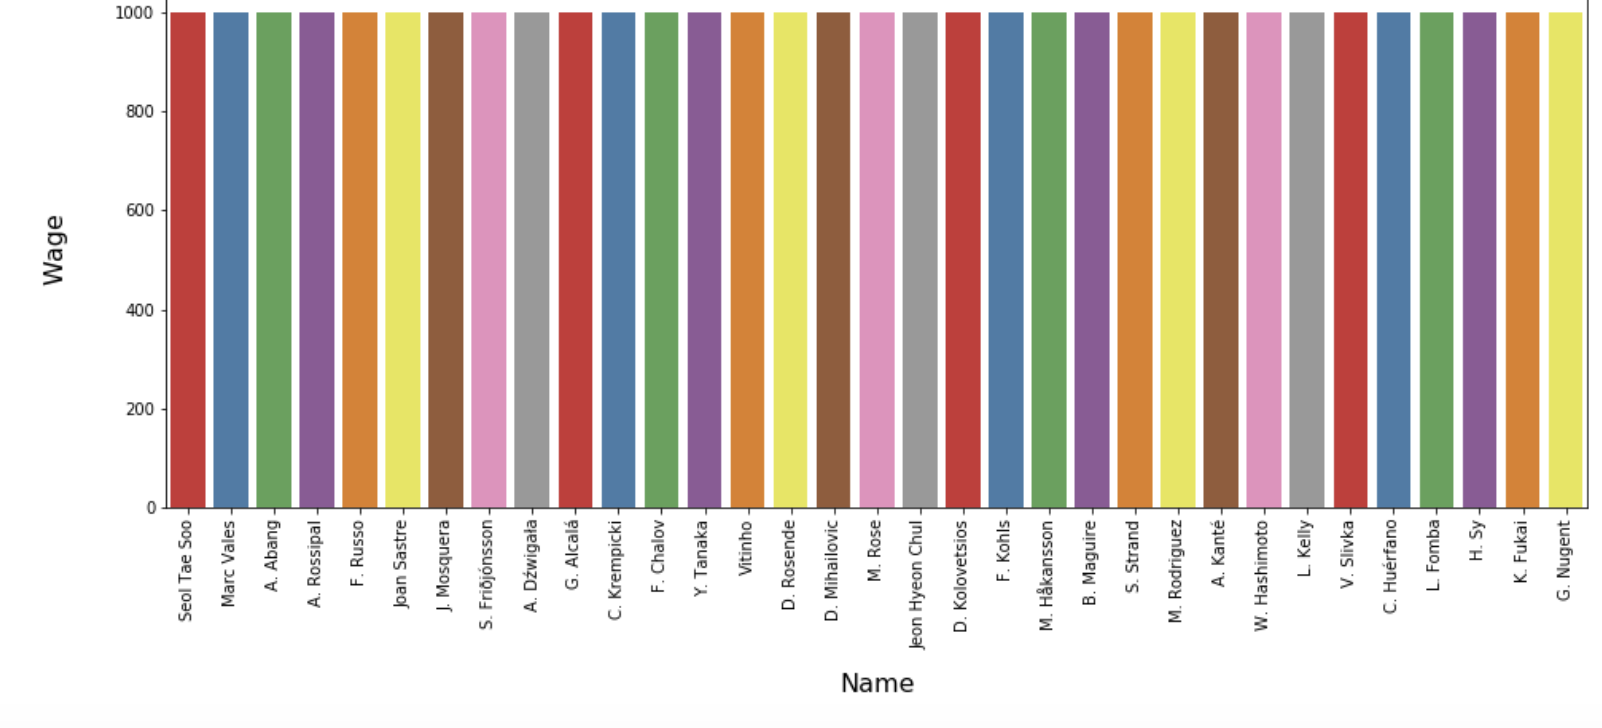 1000
800
600
400
200
0
Wage
Seol Tae Soo
Marc Vales
A. Abang
A. Rossipal
F. Russo
Joan Sastre
J. Mosquera
S. Friðjónsson
A. Dźwigała
G. Alcalá
C. Krempicki
F. Chalov
Y. Tanaka
Vitinho
D. Rosende
D. Mihailovic
M. Rose
Jeon Hyeon Chul
D. Kolovetsios
F. Kohls
M. Håkansson
B. Maguire
S. Strand
M. Rodriguez
A. Kanté
W. Hashimoto
L. Kelly
V. Slivka
C. Huérfano
L. Fomba
H. Sy
K. Fukai
G. Nugent
Name